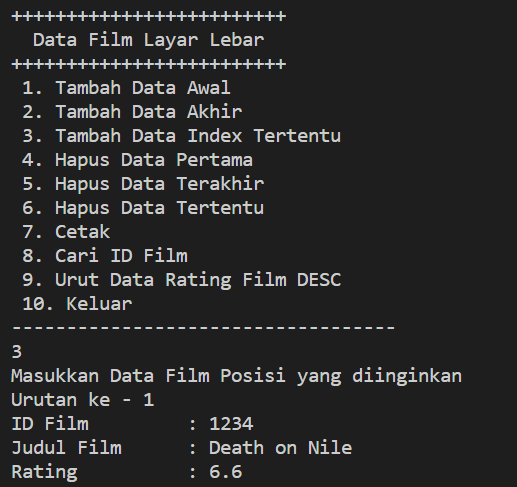 +++++++++++++++++++++++++
Data Film Layar Lebar
+++++++++++++++++++++++++
1. Tambah Data Awal
2. Tambah Data Akhir
3. Tambah Data Index Tertentu
4. Hapus Data Pertama
5. Hapus Data Terakhir
6. Hapus Data Tertentu
7. Cetak
8. Cari ID Film
9. Urut Data Rating Film DESC
10. Keluar
-----------------------------------
3
Masukkan Data Film Posisi yang diinginkan
Urutan ke - 1
ID Film : 1234
Judul Film : Death on Nile
Rating : 6.6